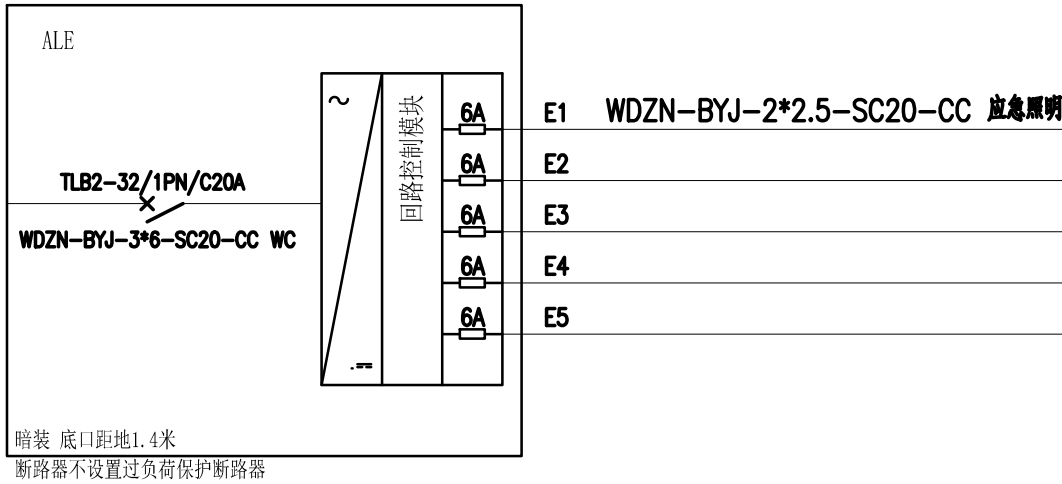 ALE
回路控制模块
6A E1 WDZN-BYJ-2*2.5-SC20-CC 应急照明
6A E2
TLB2-32/1PN/C20A
6A E3
WDZN-BYJ-3*6-SC20-CC WC
6A E4
6A E5
暗装 底口距地1.4米
断路器不设置过负荷保护断路器